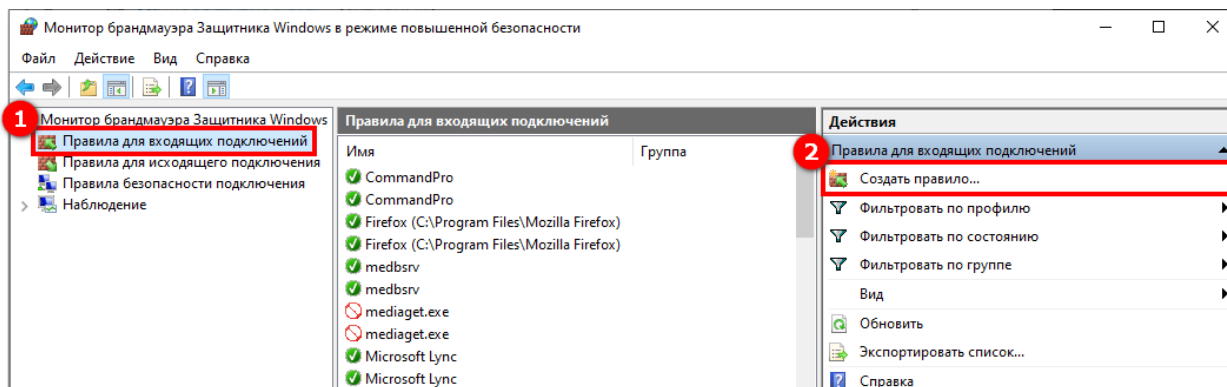 Монитор брандмауэра Защитника Windows в режиме повышенной безопасности
Файл Действие Вид Справка
1
Монитор брандмауэра Защитника Windows
Правила для входящих подключений
Правила для исходящего подключения
Правила безопасности подключения
Наблюдение
Правила для входящих подключений
Имя Группа
CommandPro
CommandPro
Firefox (C:\Program Files\Mozilla Firefox)
Firefox (C:\Program Files\Mozilla Firefox)
medbsrv
medbsrv
mediaget.exe
mediaget.exe
Microsoft Lync
Microsoft Lync
Действия
2
Правила для входящих подключений
Создать правило...
Фильтровать по профилю
Фильтровать по состоянию
Фильтровать по группе
Вид
Обновить
Экспортировать список...
Справка